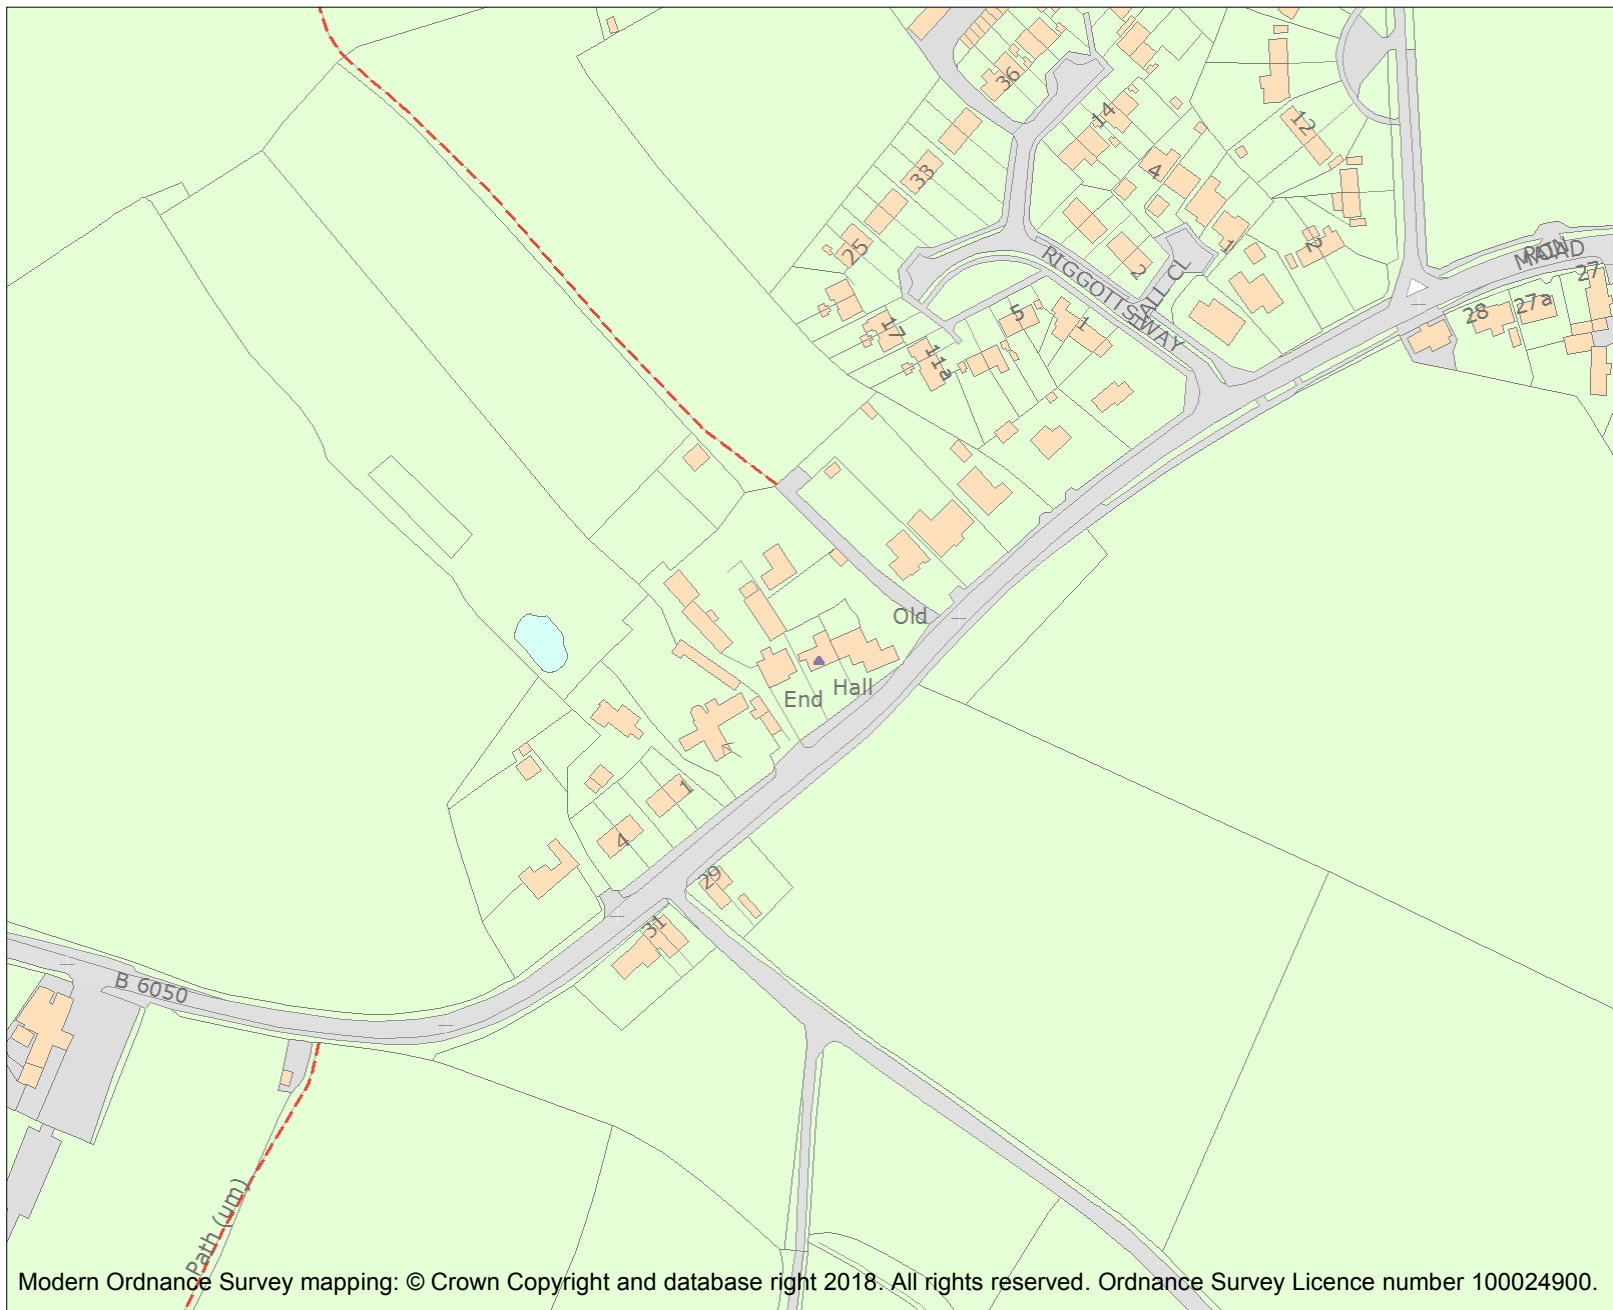 36
14
12
4
33
25
2
1
2
RIGGOTTS WAY
HALL CL
MAIN ROAD
27
27a
28
5
1
17
11a
Old
Hall
End
1
4
29
31
B 6050
Path (um)
Modern Ordnance Survey mapping: © Crown Copyright and database right 2018. All rights reserved. Ordnance Survey Licence number 100024900.